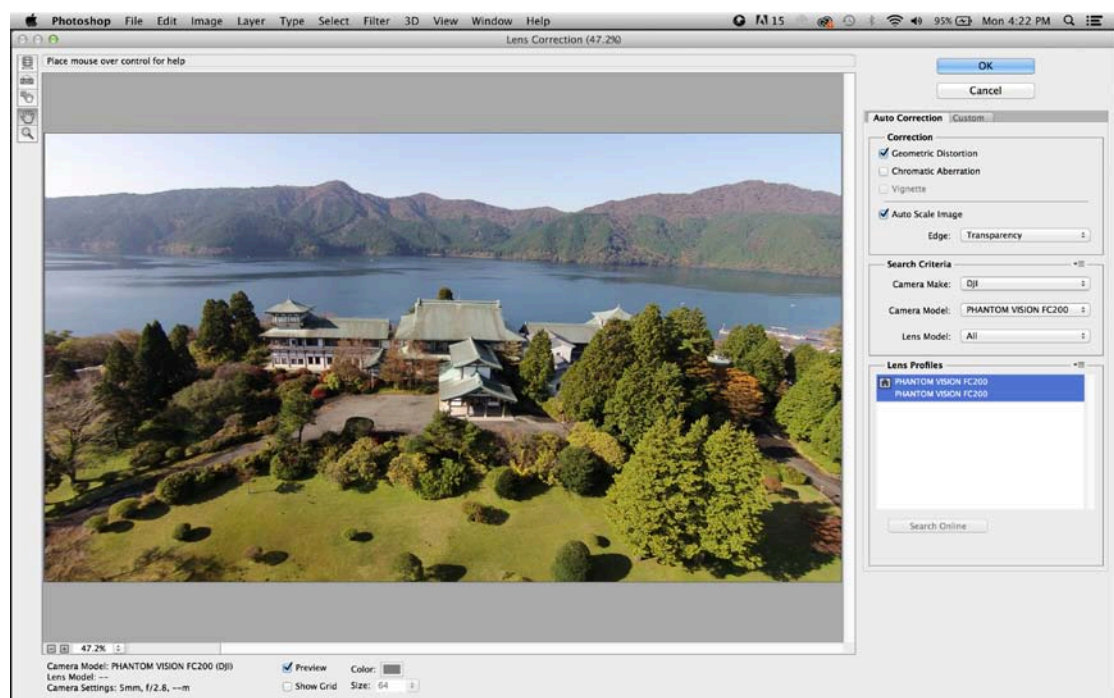 Photoshop File Edit Image Layer Type Select Filter 3D View Window Help 15 95% Mon 4:22 PM
Lens Correction (47.2%)
Place mouse over control for help
OK
Cancel
Auto Correction Custom
Correction
Geometric Distortion
Chromatic Aberration
Vignette
Auto Scale Image
Edge: Transparency
Search Criteria
Camera Make: DJI
Camera Model: PHANTOM VISION FC200
Lens Model: All
Lens Profiles
PHANTOM VISION FC200
PHANTOM VISION FC200
Search Online
47.2%
Camera Model: PHANTOM VISION FC200 (DJI)
Lens Model: --
Camera Settings: 5mm, f/2.8, --m
Preview
Show Grid
Color:
Size: 64